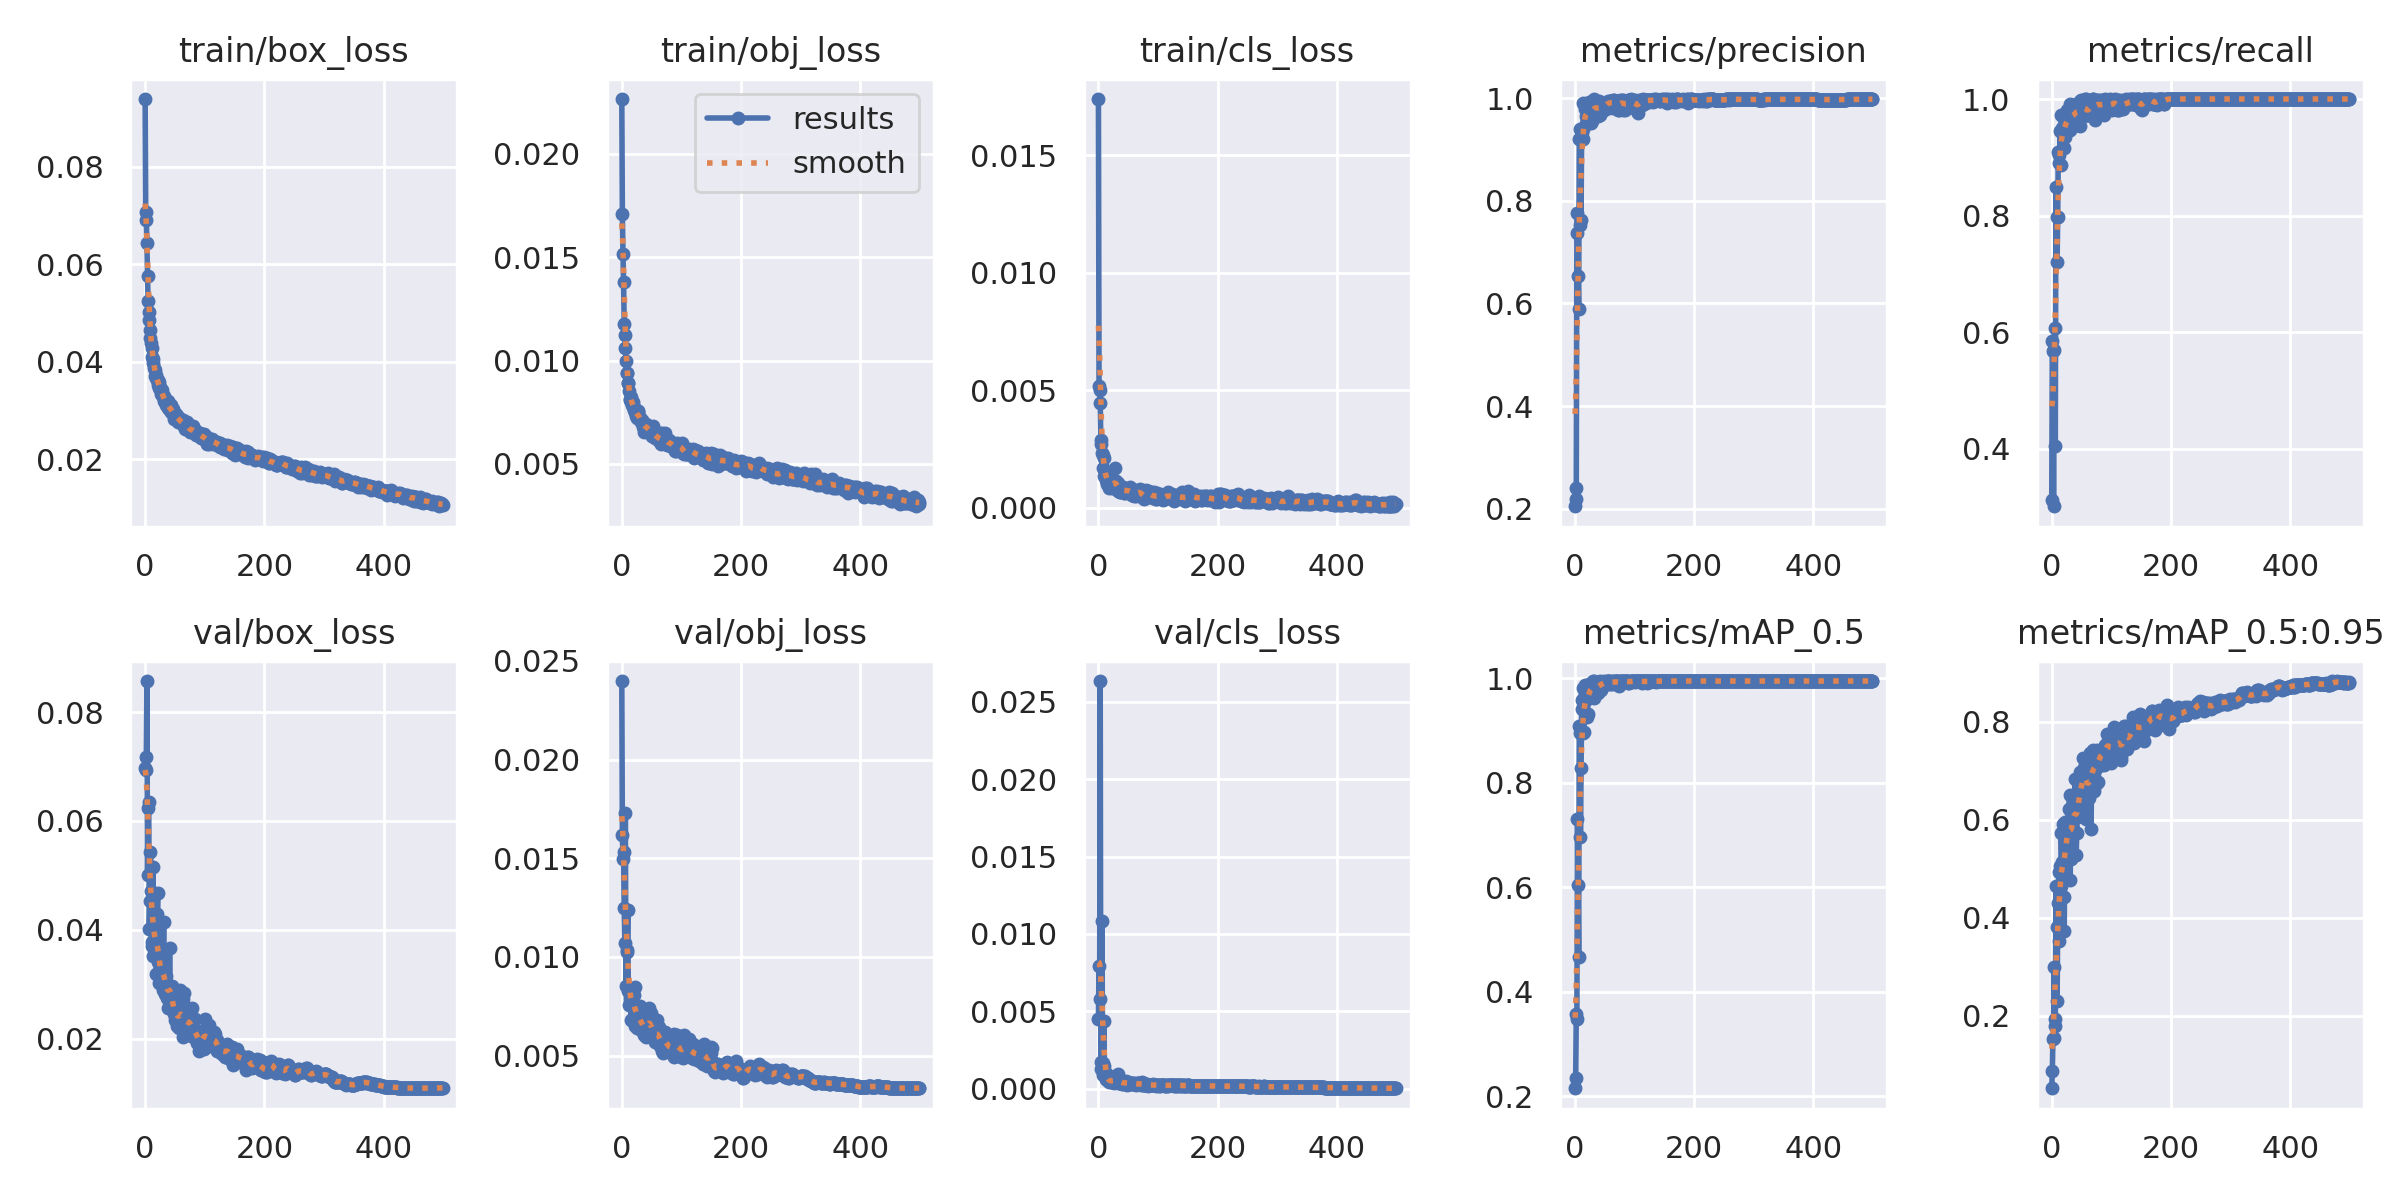 train/box_loss
0.08
0.06
0.04
0.02
0 200 400
train/obj_loss
results
smooth
0.020
0.015
0.010
0.005
0 200 400
train/cls_loss
0.015
0.010
0.005
0.000
0 200 400
metrics/precision
1.0
0.8
0.6
0.4
0.2
0 200 400
metrics/recall
1.0
0.8
0.6
0.4
0 200 400
val/box_loss
0.08
0.06
0.04
0.02
0 200 400
val/obj_loss
0.025
0.020
0.015
0.010
0.005
0 200 400
val/cls_loss
0.025
0.020
0.015
0.010
0.005
0.000
0 200 400
metrics/mAP_0.5
1.0
0.8
0.6
0.4
0.2
0 200 400
metrics/mAP_0.5:0.95
0.8
0.6
0.4
0.2
0 200 400